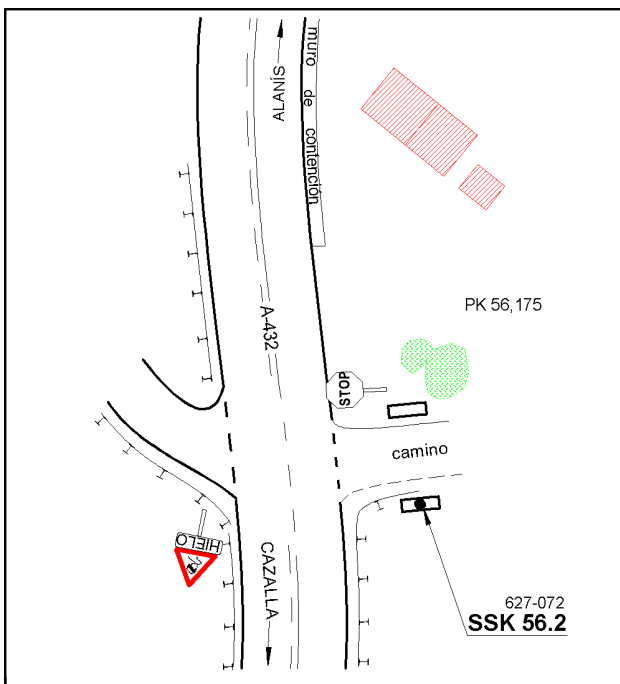 ALANÍS
muro de contención
A-432
PK 56,175
STOP
camino
HIELO
CAZALLA
627-072
SSK 56.2